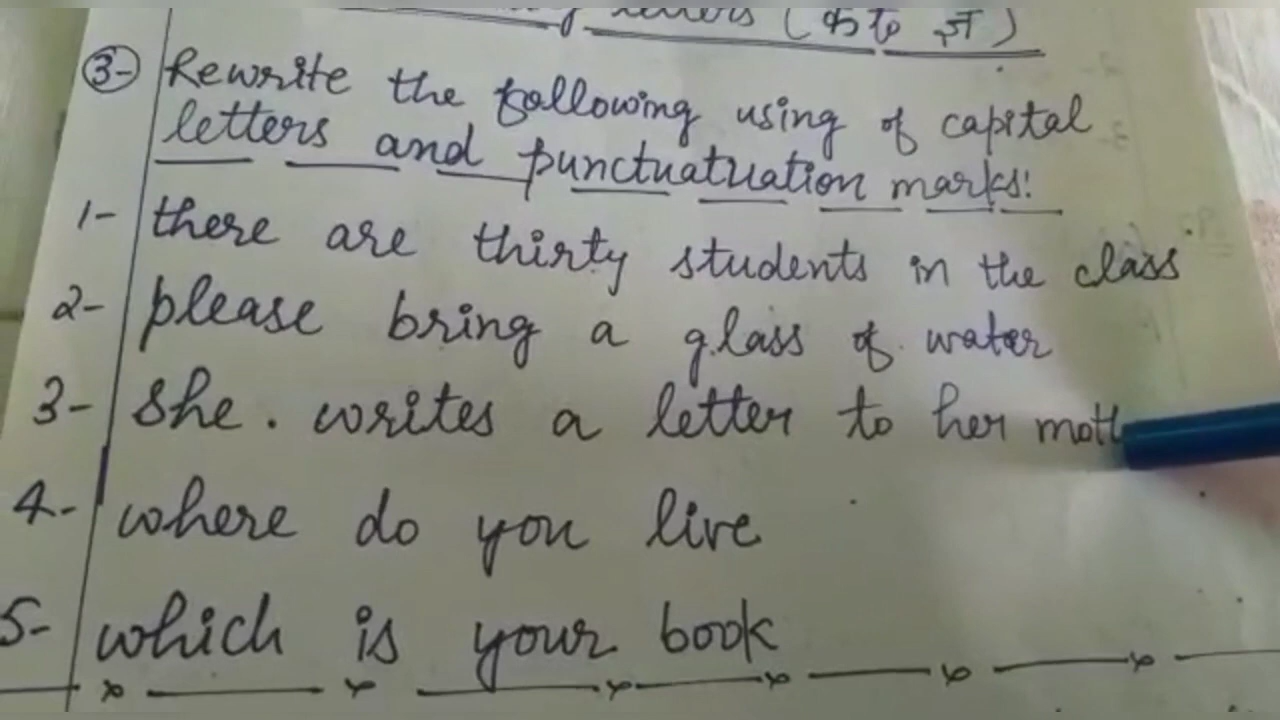 letters (क से ज्ञ)
3- Rewrite the following using of capital
letters and punctuatuation marks:
1- there are thirty students in the class
2- please bring a glass of water
3- she. writes a letter to her
4- where do you live
5- which is your book